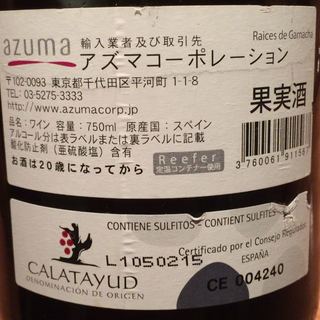 Raices de Garnacha
azuma 輸入業者及び取引先
アズマコーポレーション
〒102-0093 東京都千代田区平河町 1-1-8
TEL: 03-5275-3333
http://www.azumacorp.jp/
果実酒
品名:ワイン 容量:750ml 原産国:スペイン
アルコール分は表ラベルまたは裏ラベルに記載
酸化防止剤(亜硫酸塩)含有
お酒は20歳になってから
Reefer
定温コンテナー使用
3 760061 91158
CONTIENE SULFITOS - CONTIENT SULFITES
L1050215
Certificado por el Consejo Regulador
ESPAÑA
CE 004240
CALATAYUD
DENOMINACIÓN DE ORIGEN